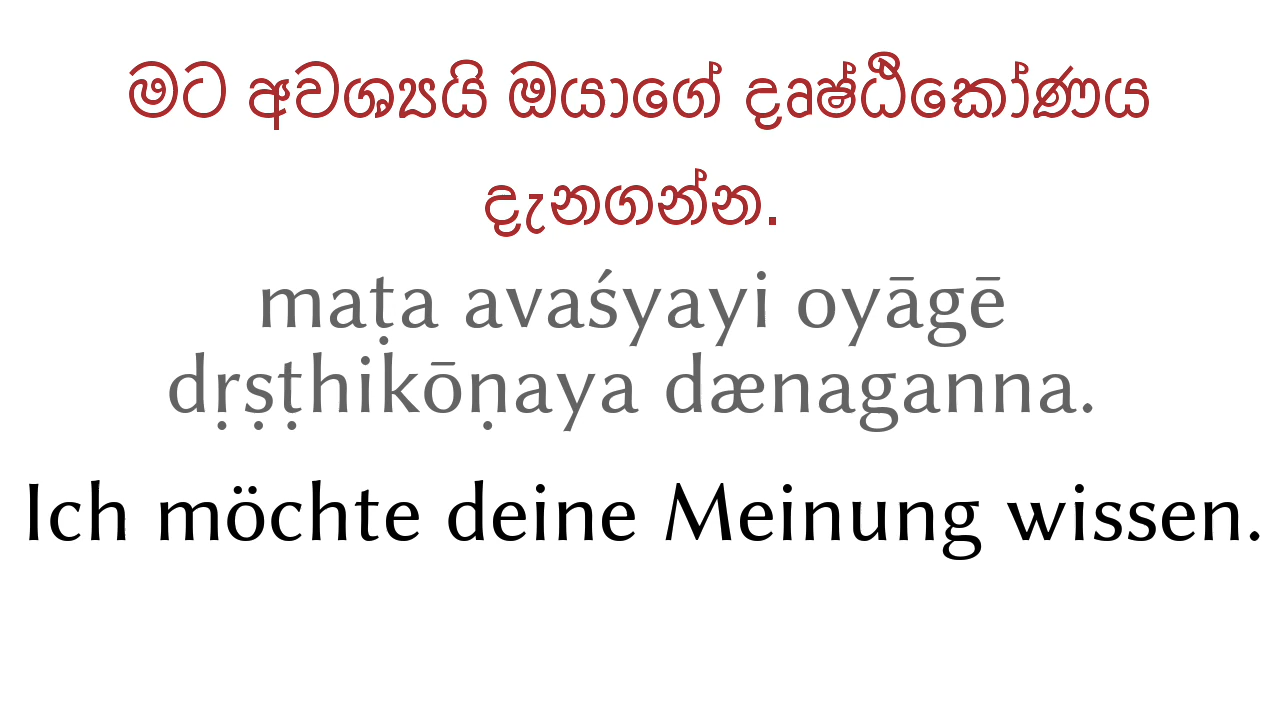 මට අවශ්‍යයි ඔයාගේ දෘෂ්ඨිකෝණය
දැනගන්න.
maṭa avaśyayi oyāgē
dṛṣṭhikōṇaya dænaganna.
Ich möchte deine Meinung wissen.